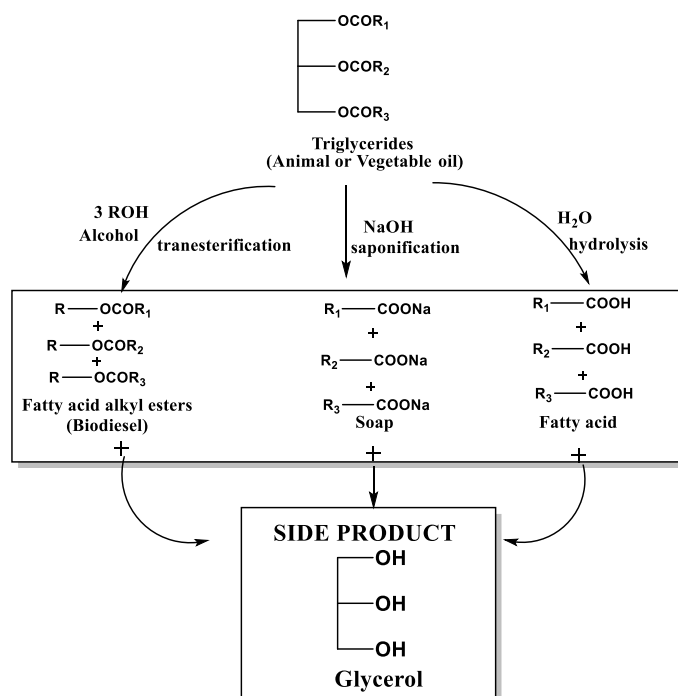 OCOR₁
OCOR₂
OCOR₃
Triglycerides
(Animal or Vegetable oil)
3 ROH
Alcohol
tranesterification
NaOH
saponification
H₂O
hydrolysis
R—OCOR₁
+
R—OCOR₂
+
R—OCOR₃
Fatty acid alkyl esters
(Biodiesel)
+
R₁—COONa
+
R₂—COONa
+
R₃—COONa
Soap
+
R₁—COOH
+
R₂—COOH
+
R₃—COOH
Fatty acid
+
SIDE PRODUCT
OH
OH
OH
Glycerol